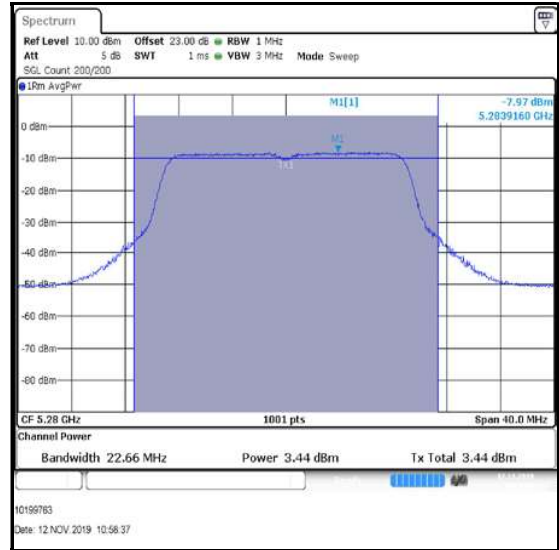 Spectrum
Ref Level 10.00 dBm Offset 23.00 dB RBW 1 MHz
Att 5 dB SWT 1 ms VBW 3 MHz Mode Sweep
SGL Count 200/200
1Rm AvgPwr
M1[1] -7.97 dBm
5.2839160 GHz
0 dBm
M1
-10 dBm
Tx1
-20 dBm
-30 dBm
-40 dBm
-50 dBm
-60 dBm
-70 dBm
-80 dBm
CF 5.28 GHz 1001 pts Span 40.0 MHz
Channel Power
Bandwidth 22.66 MHz Power 3.44 dBm Tx Total 3.44 dBm
10199763
Date: 12.NOV.2019 10:58:37